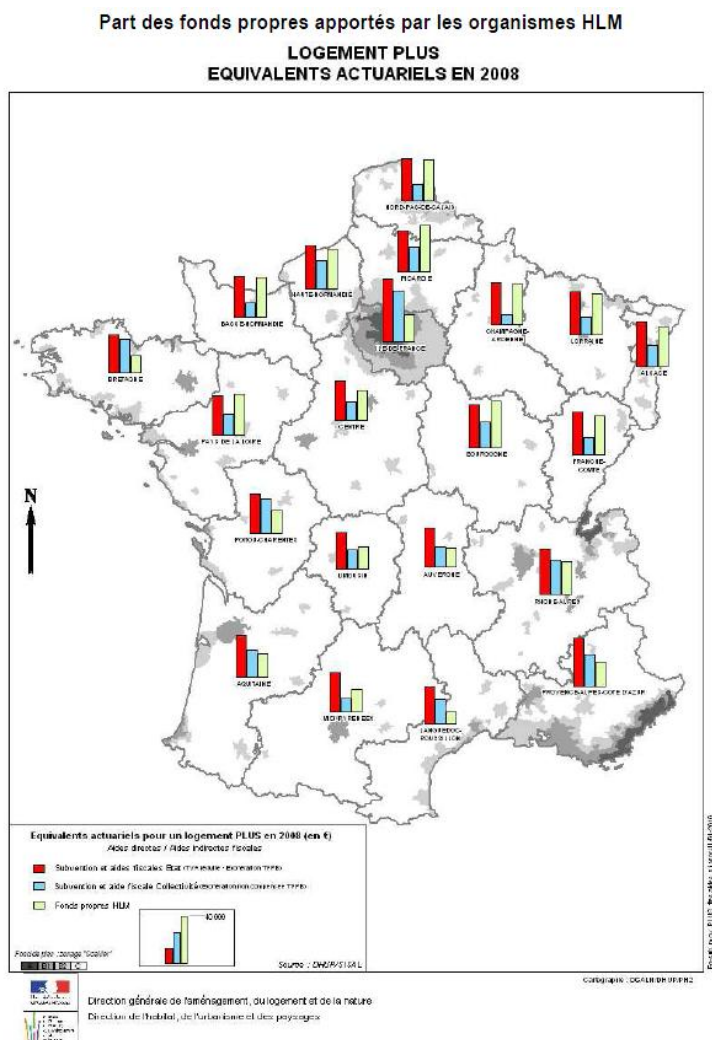 Part des fonds propres apportés par les organismes HLM
LOGEMENT PLUS
EQUIVALENTS ACTUARIELS EN 2008
NORD-PAS-DE-CALAIS
PICARDIE
HAUTE-NORMANDIE
BASSE-NORMANDIE
ILE-DE-FRANCE
CHAMPAGNE-
ARDENNE
LORRAINE
ALSACE
BRETAGNE
PAYS DE LA LOIRE
CENTRE
BOURGOGNE
FRANCHE-
COMTE
POITOU-CHARENTES
LIMOUSIN
AUVERGNE
RHONE-ALPES
AQUITAINE
MIDI-PYRENEES
LANGUEDOC-
ROUSSILLON
PROVENCE-ALPES-COTE D'AZUR
N
Equivalents actuariels pour un logement PLUS en 2008 (en €)
Aides directes / Aides indirectes fiscales
Subvention et aides fiscales Etat
Subvention et aide fiscale Collectivité
Fonds propres HLM
40 000
Source : DHUP/SISAL
Cartographie : DGALN/DHUP/PH2
Direction générale de l'aménagement, du logement et de la nature
Direction de l'habitat, de l'urbanisme et des paysages